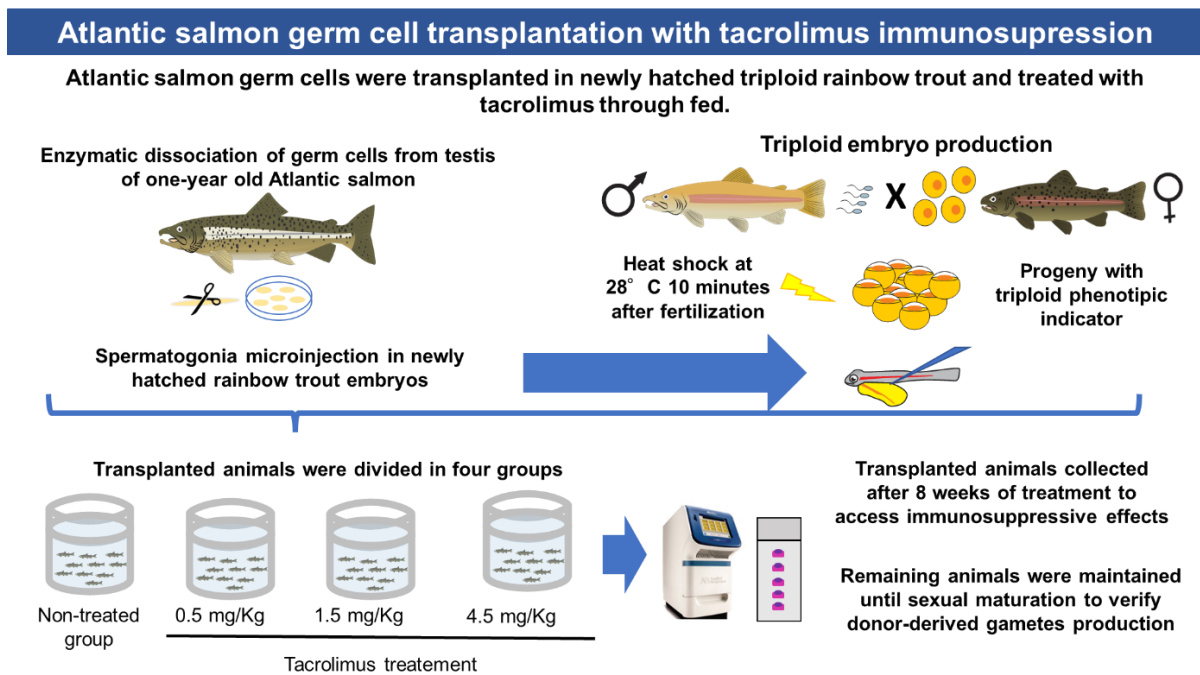 Atlantic salmon germ cell transplantation with tacrolimus immunosupression
Atlantic salmon germ cells were transplanted in newly hatched triploid rainbow trout and treated with
tacrolimus through fed.
Enzymatic dissociation of germ cells from testis
of one-year old Atlantic salmon
Triploid embryo production
X
Heat shock at
28° C 10 minutes
after fertilization
Progeny with
triploid phenotipic
indicator
Spermatogonia microinjection in newly
hatched rainbow trout embryos
Transplanted animals were divided in four groups
Non-treated
group
0.5 mg/Kg
1.5 mg/Kg
4.5 mg/Kg
Tacrolimus treatement
Transplanted animals collected
after 8 weeks of treatment to
access immunosuppressive effects
Remaining animals were maintained
until sexual maturation to verify
donor-derived gametes production